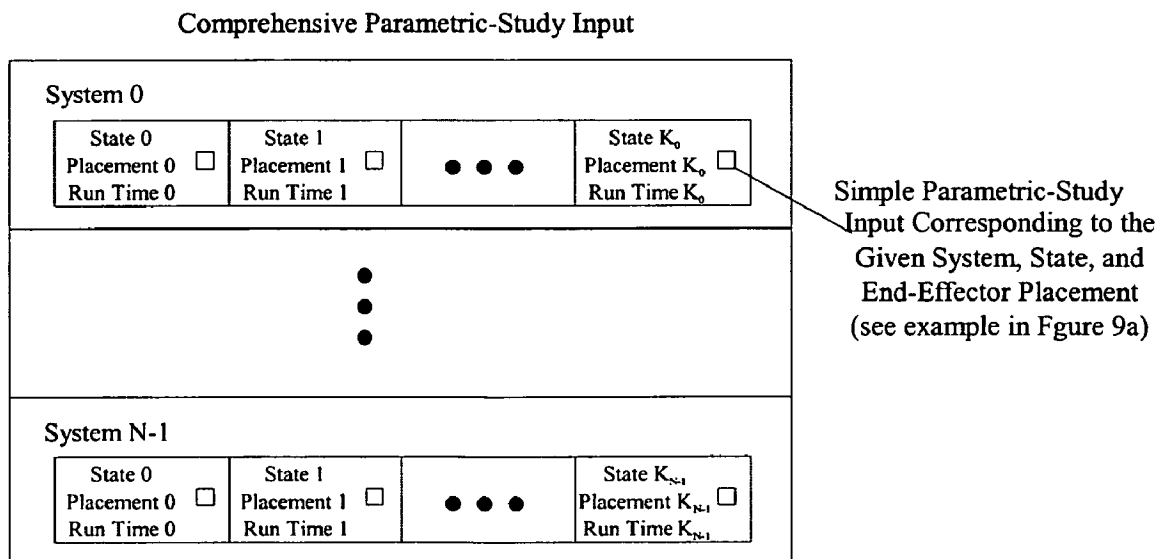 Comprehensive Parametric-Study Input
System 0
State 0
Placement 0
Run Time 0
State 1
Placement 1
Run Time 1
State K₀
Placement K₀
Run Time K₀
Simple Parametric-Study
Input Corresponding to the
Given System, State, and
End-Effector Placement
(see example in Fgure 9a)
System N-1
State 0
Placement 0
Run Time 0
State 1
Placement 1
Run Time 1
State K_N-1
Placement K_N-1
Run Time K_N-1